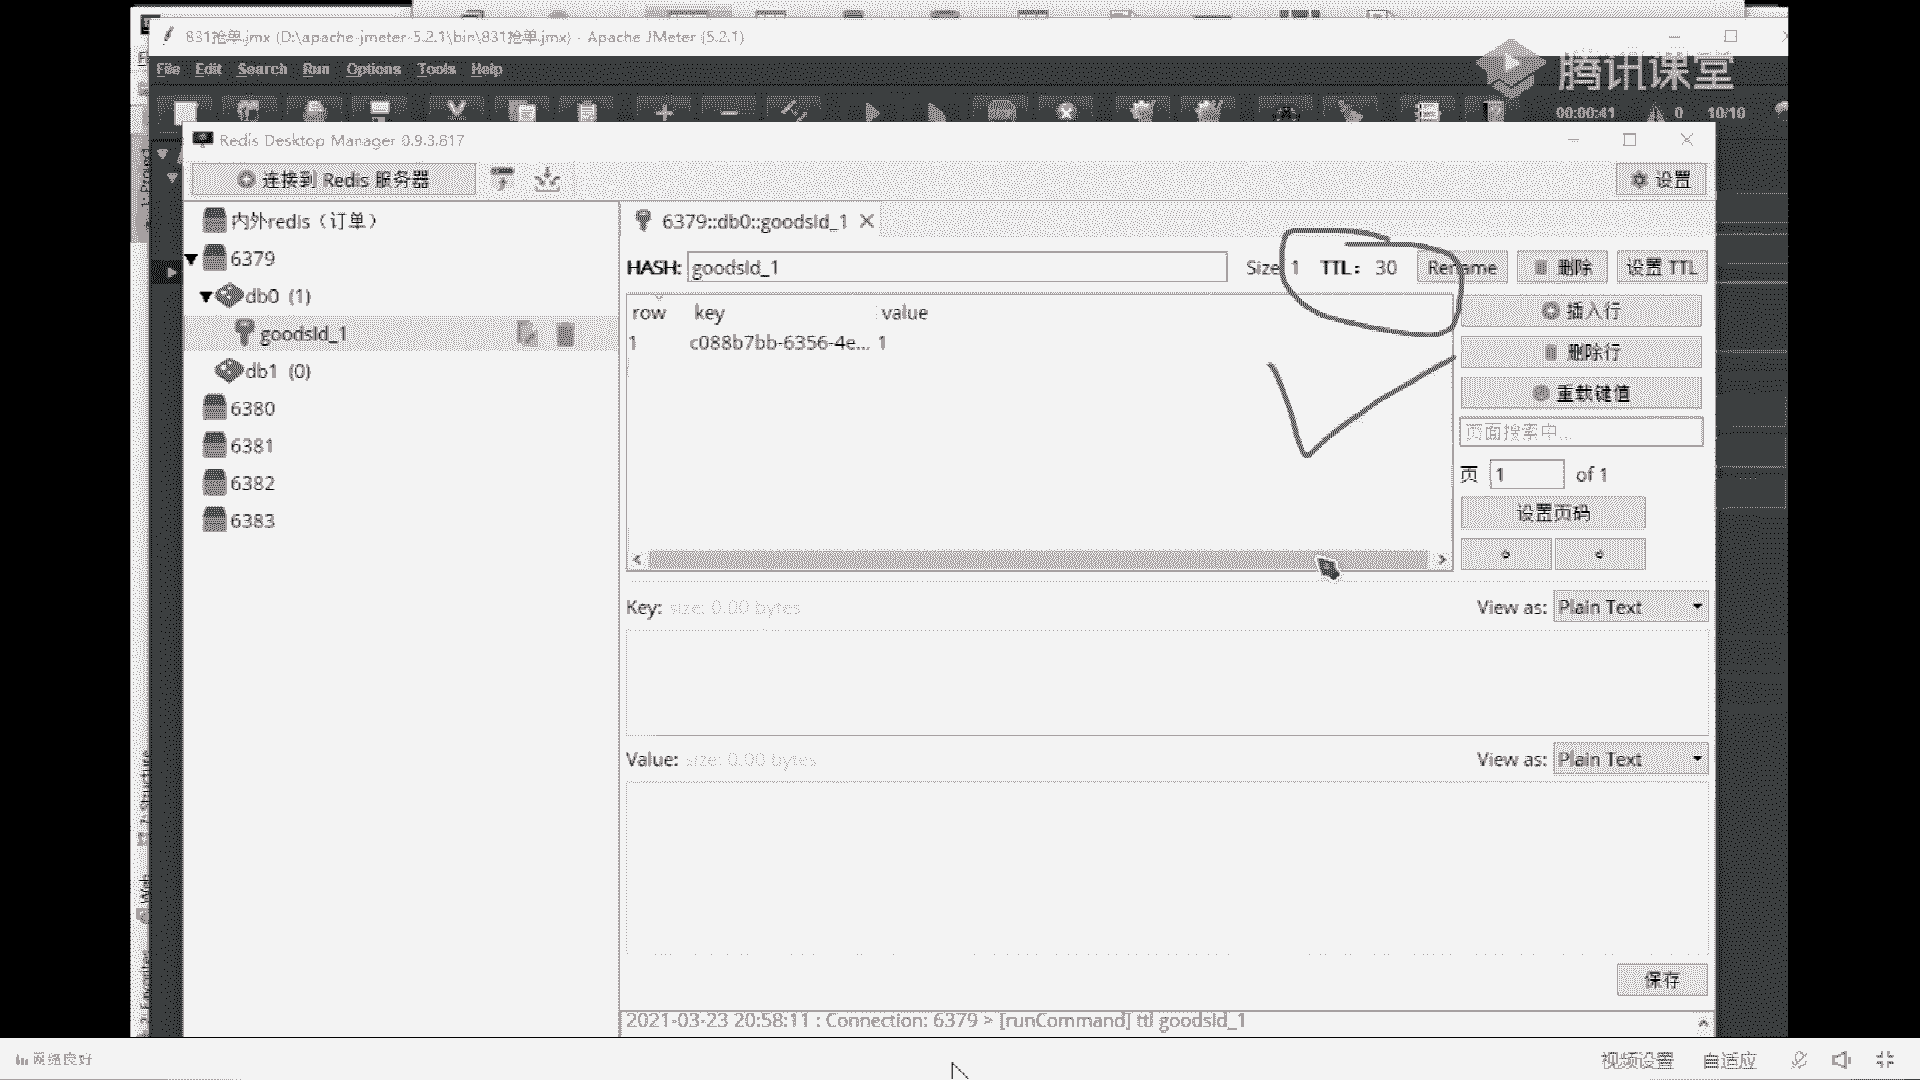 831抢单.jmx (D:\apache-jmeter-5.2.1\bin\831抢单.jmx) - Apache JMeter (5.2.1)
腾讯课堂
File Edit Search Run Options Tools Help
00:00:41 0 10/10
Redis Desktop Manager 0.9.3.817
连接到 Redis 服务器
设置
内外redis（订单）
6379
db0 (1)
goodsId_1
db1 (0)
6380
6381
6382
6383
6379::db0::goodsId_1
HASH: goodsId_1 Size: 1 TTL: 30 Rename 删除 设置 TTL
row key value
1 c088b7bb-6356-4e... 1
插入行
删除行
重载键值
页面搜索中...
页 1 of 1
设置页码
Key: size: 0.00 bytes View as: Plain Text
Value: size: 0.00 bytes View as: Plain Text
保存
2021-03-23 20:58:11 : Connection: 6379 > [runCommand] ttl goodsId_1
网络良好
视频设置 自适应